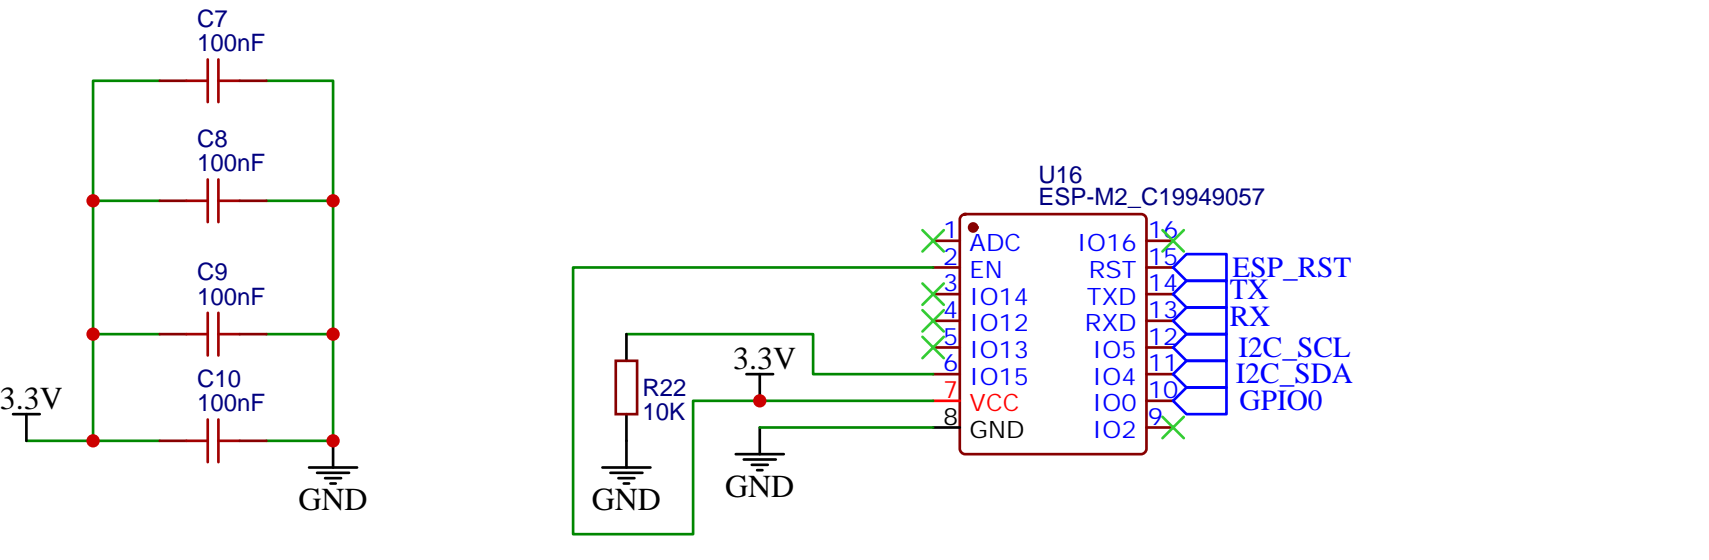 C7
100nF
C8
100nF
C9
100nF
C10
100nF
3.3V
GND
U16
ESP-M2_C19949057
1
ADC
2
EN
3
IO14
4
IO12
5
IO13
6
IO15
7
VCC
8
GND
16
IO16
15
RST
ESP_RST
14
TXD
TX
13
RXD
RX
12
IO5
I2C_SCL
11
IO4
I2C_SDA
10
IO0
GPIO0
9
IO2
3.3V
R22
10K
GND
GND